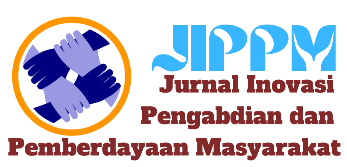 JIPPM
Jurnal Inovasi
Pengabdian dan
Pemberdayaan Masyarakat